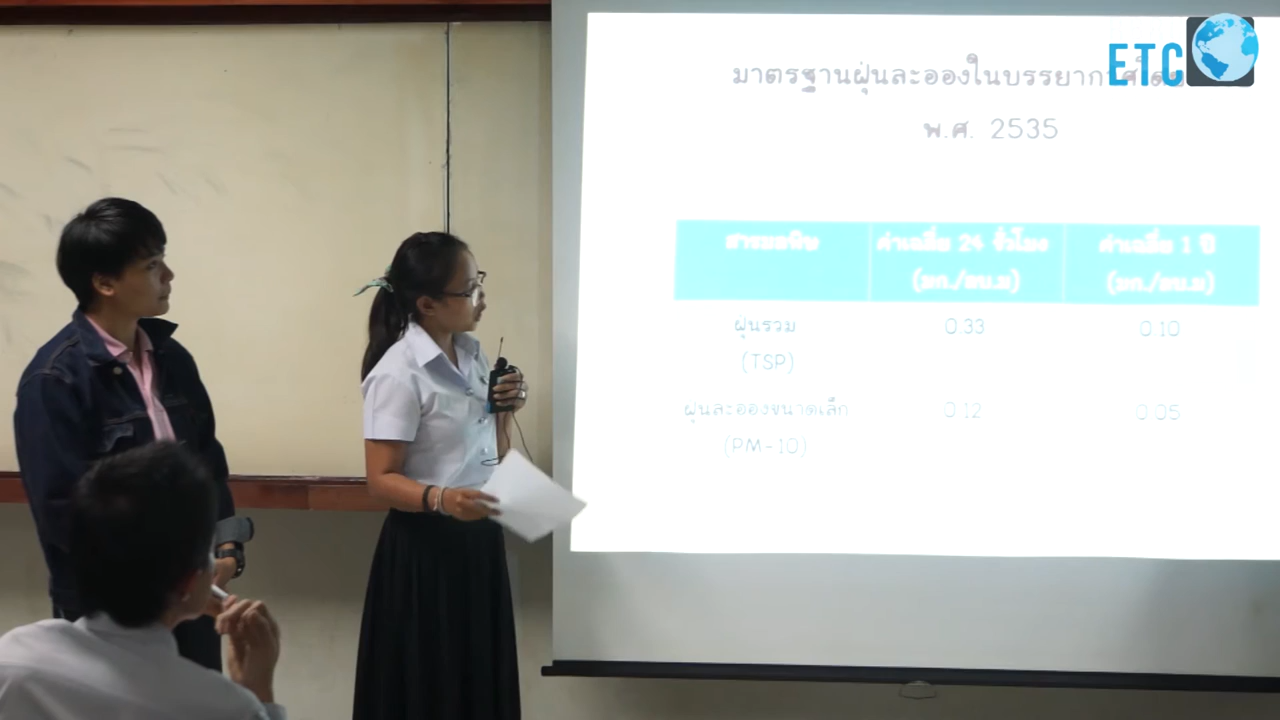 มาตรฐานฝุ่นละอองในบรรยากาศโดย
ETC
พ.ศ. 2535
สารมลพิษ ค่าเฉลี่ย 24 ชั่วโมง ค่าเฉลี่ย 1 ปี
(มก./ลบ.ม) (มก./ลบ.ม)
ฝุ่นรวม 0.33 0.10
(TSP)
ฝุ่นละอองขนาดเล็ก 0.12 0.05
(PM-10)